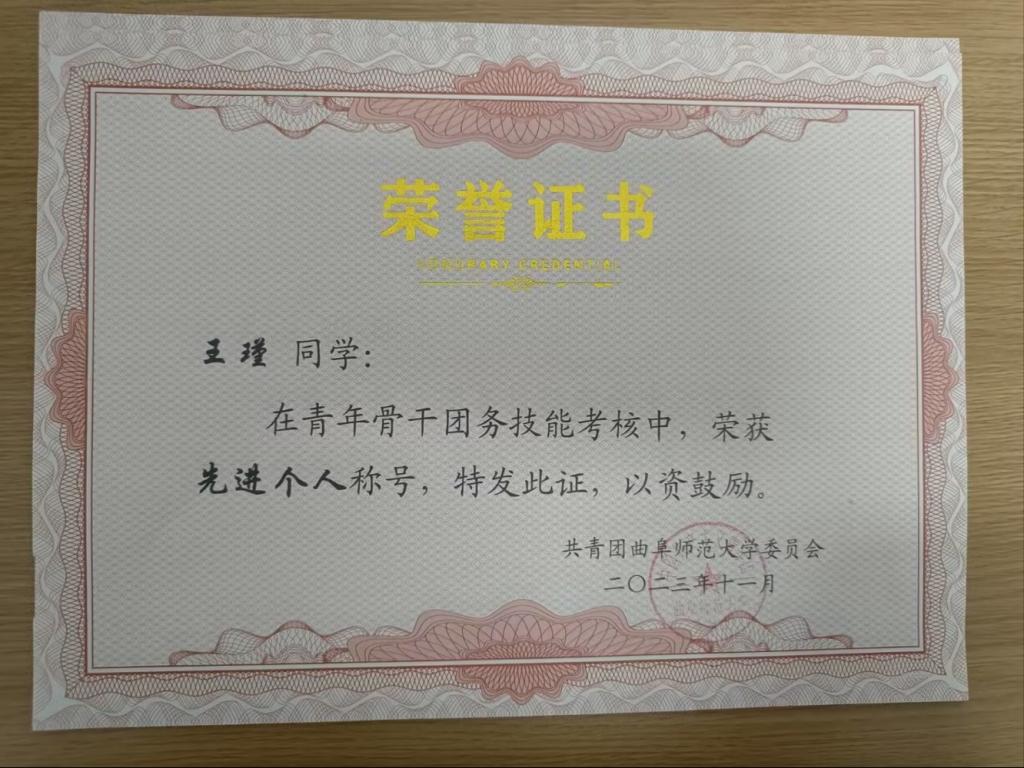 荣誉证书
HONORARY CREDENTIAL
王瑾 同学：
在青年骨干团务技能考核中，荣获
先进个人称号，特发此证，以资鼓励。
共青团曲阜师范大学委员会
二〇二三年十一月